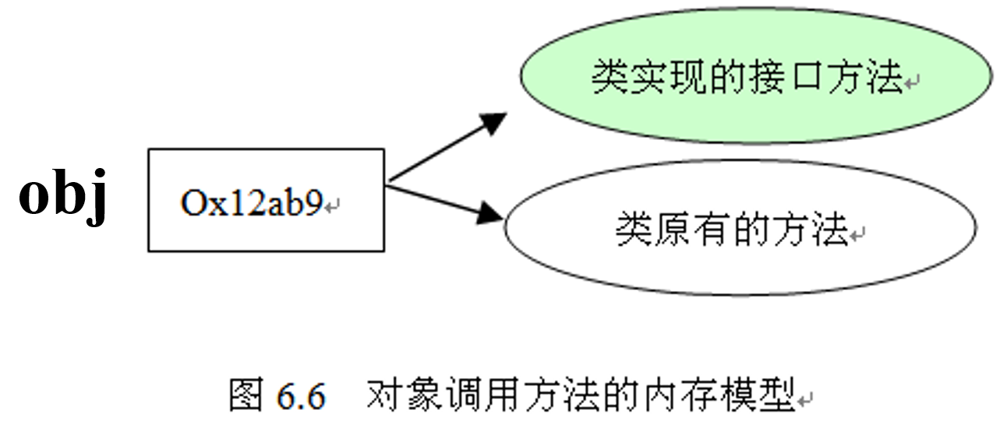 类实现的接口方法↵
obj
Ox12ab9↵
类原有的方法↵
图 6.6 对象调用方法的内存模型↵